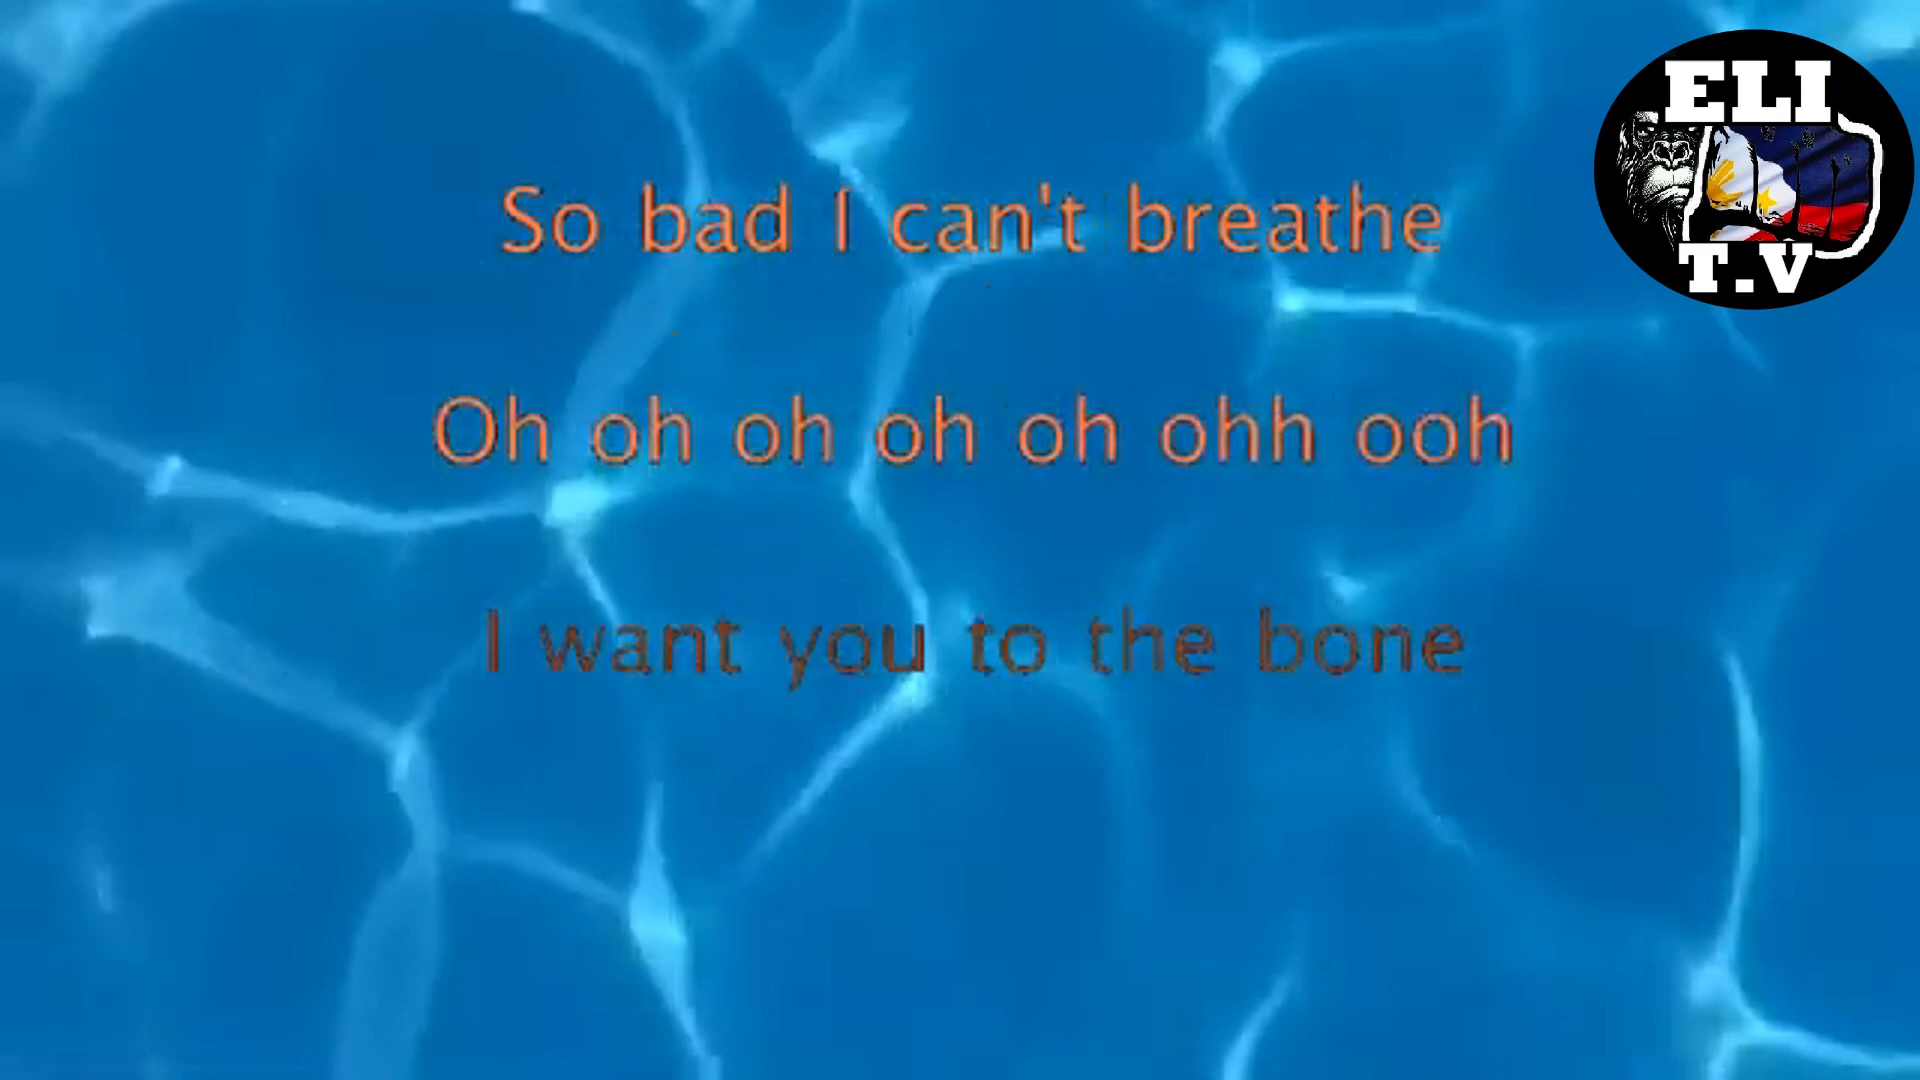 ELI
T.V
So bad I can't breathe
Oh oh oh oh oh ohh ooh
I want you to the bone